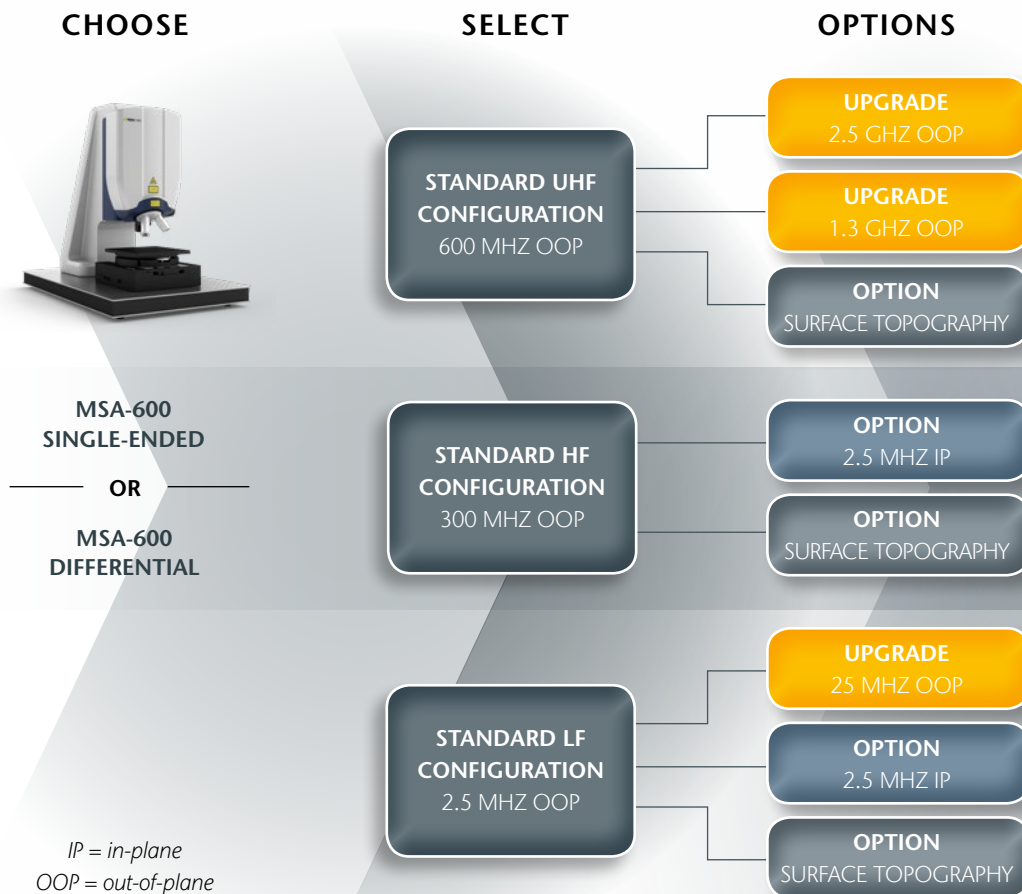 CHOOSE
SELECT
OPTIONS
STANDARD UHF
CONFIGURATION
600 MHZ OOP
UPGRADE
2.5 GHZ OOP
UPGRADE
1.3 GHZ OOP
OPTION
SURFACE TOPOGRAPHY
MSA-600
SINGLE-ENDED
OR
MSA-600
DIFFERENTIAL
STANDARD HF
CONFIGURATION
300 MHZ OOP
OPTION
2.5 MHZ IP
OPTION
SURFACE TOPOGRAPHY
STANDARD LF
CONFIGURATION
2.5 MHZ OOP
UPGRADE
25 MHZ OOP
OPTION
2.5 MHZ IP
OPTION
SURFACE TOPOGRAPHY
IP = in-plane
OOP = out-of-plane